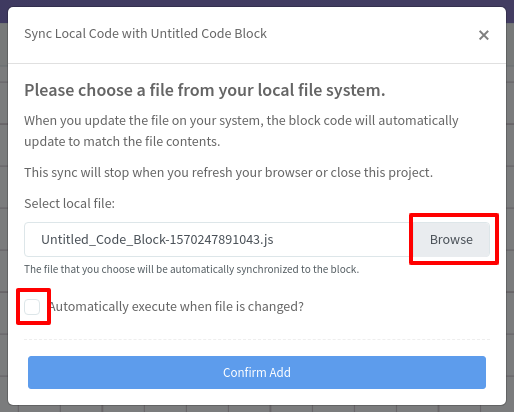 Sync Local Code with Untitled Code Block
×
Please choose a file from your local file system.
When you update the file on your system, the block code will automatically
update to match the file contents.
This sync will stop when you refresh your browser or close this project.
Select local file:
Untitled_Code_Block-1570247891043.js
Browse
The file that you choose will be automatically synchronized to the block.
Automatically execute when file is changed?
Confirm Add